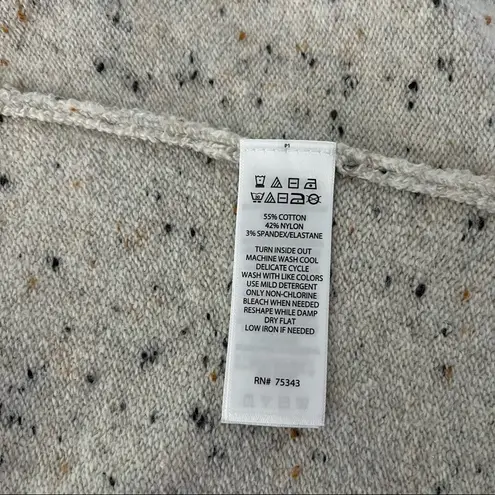 55% COTTON
42% NYLON
3% SPANDEX/ELASTANE
TURN INSIDE OUT
MACHINE WASH COOL
DELICATE CYCLE
WASH WITH LIKE COLORS
USE MILD DETERGENT
ONLY NON-CHLORINE
BLEACH WHEN NEEDED
RESHAPE WHILE DAMP
DRY FLAT
LOW IRON IF NEEDED
RN# 75343